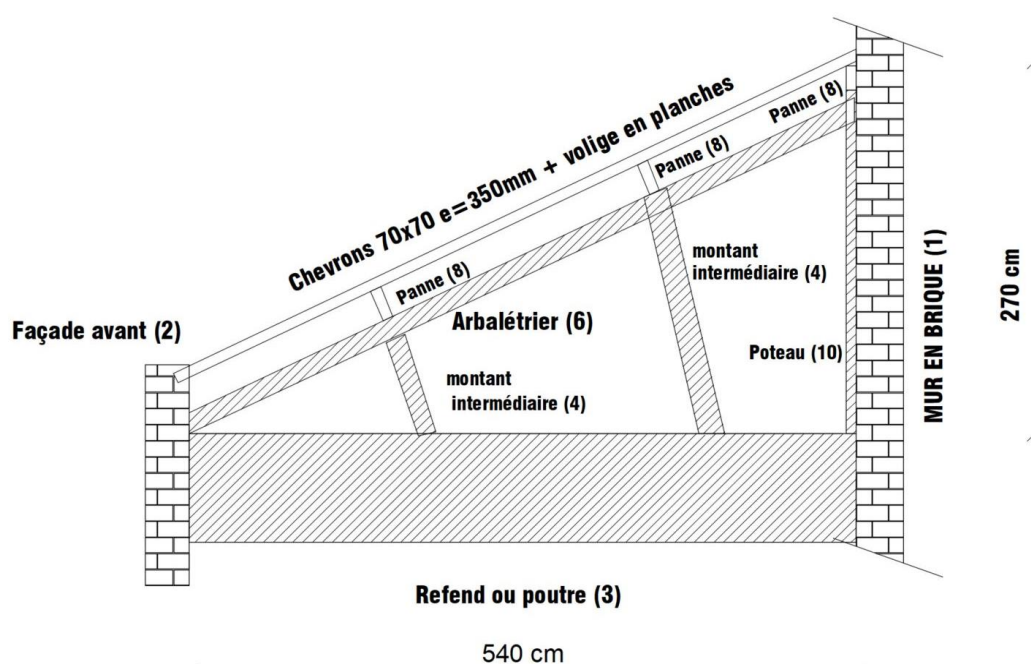 Chevrons 70x70 e=350mm + volige en planches
Panne (8)
Panne (8)
Panne (8)
Façade avant (2)
Arbalétrier (6)
montant
intermédiaire (4)
montant
intermédiaire (4)
Poteau (10)
MUR EN BRIQUE (1)
270 cm
Refend ou poutre (3)
540 cm